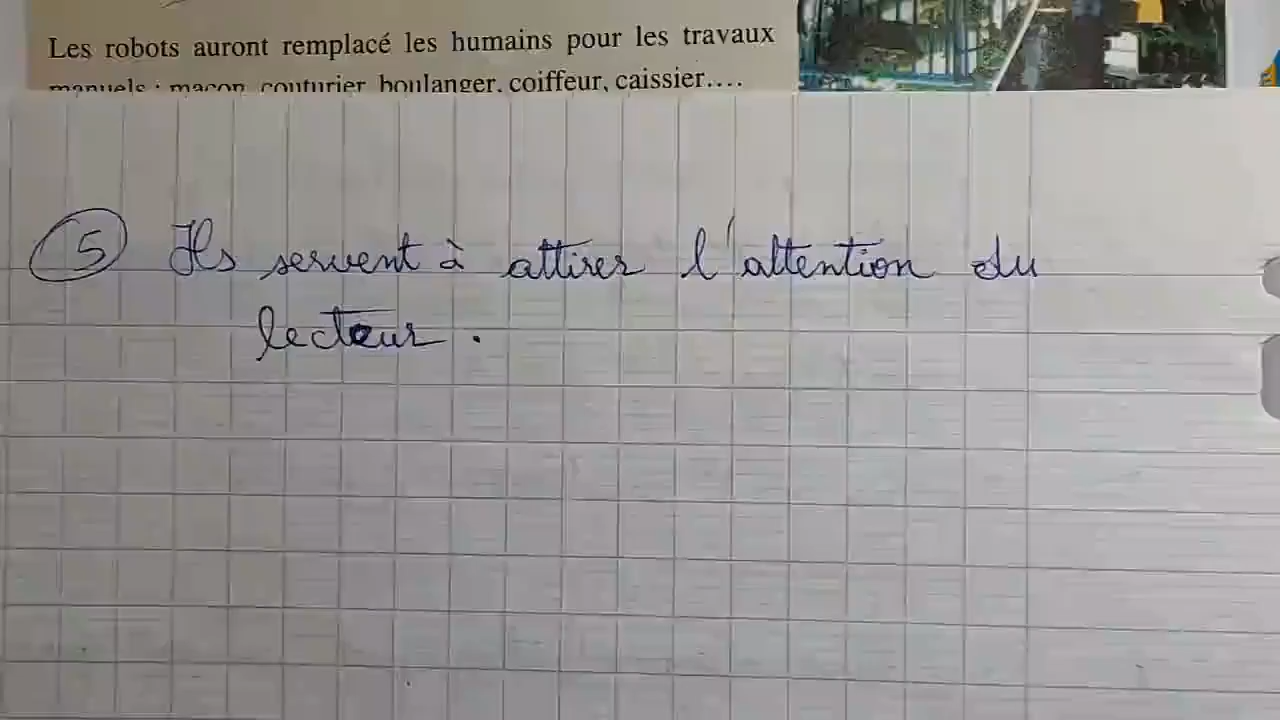 Les robots auront remplacé les humains pour les travaux
manuels : maçon, couturier, boulanger, coiffeur, caissier....
5 Ils servent à attirer l'attention du
lecteur.